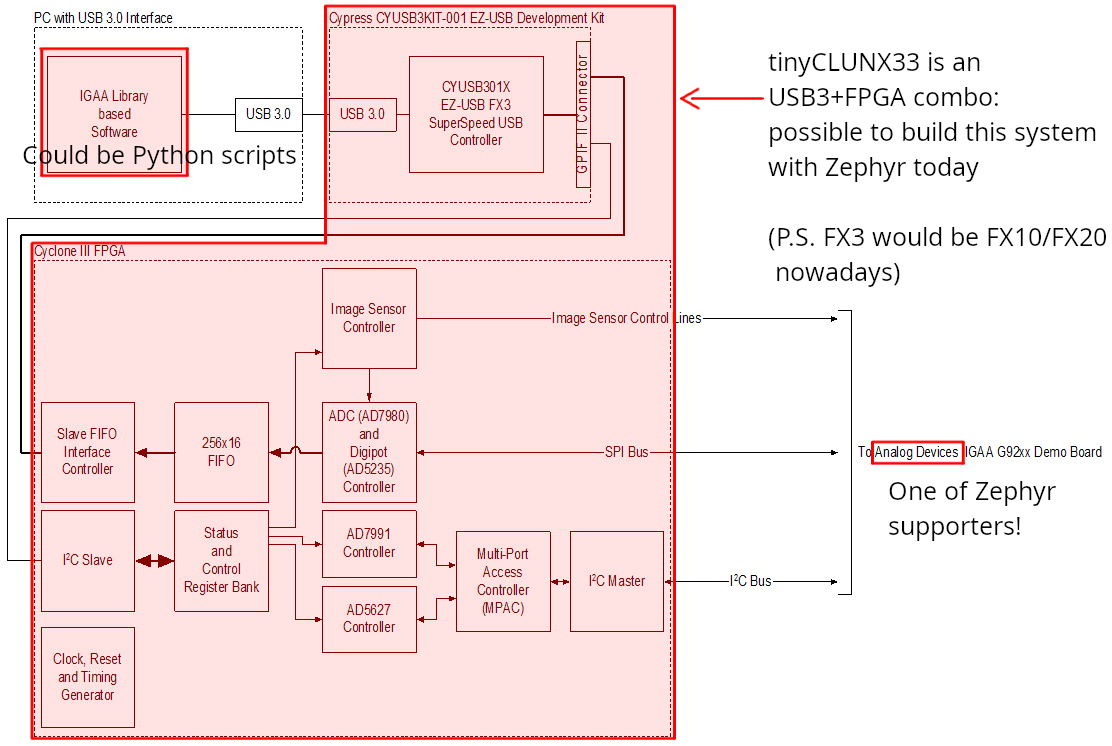 PC with USB 3.0 Interface
Cypress CYUSB3KIT-001 EZ-USB Development Kit
IGAA Library
based
Software
Could be Python scripts
USB 3.0
USB 3.0
CYUSB301X
EZ-USB FX3
SuperSpeed USB
Controller
GPIF II Connector
tinyCLUNX33 is an
USB3+FPGA combo:
possible to build this system
with Zephyr today
(P.S. FX3 would be FX10/FX20
nowadays)
Cyclone III FPGA
Image Sensor
Controller
Image Sensor Control Lines
Slave FIFO
Interface
Controller
256x16
FIFO
ADC (AD7980)
and
Digipot
(AD5235)
Controller
SPI Bus
To Analog Devices IGAA G92xx Demo Board
One of Zephyr
supporters!
I²C Slave
Status
and
Control
Register Bank
AD7991
Controller
AD5627
Controller
Multi-Port
Access
Controller
(MPAC)
I²C Master
I²C Bus
Clock, Reset
and Timing
Generator